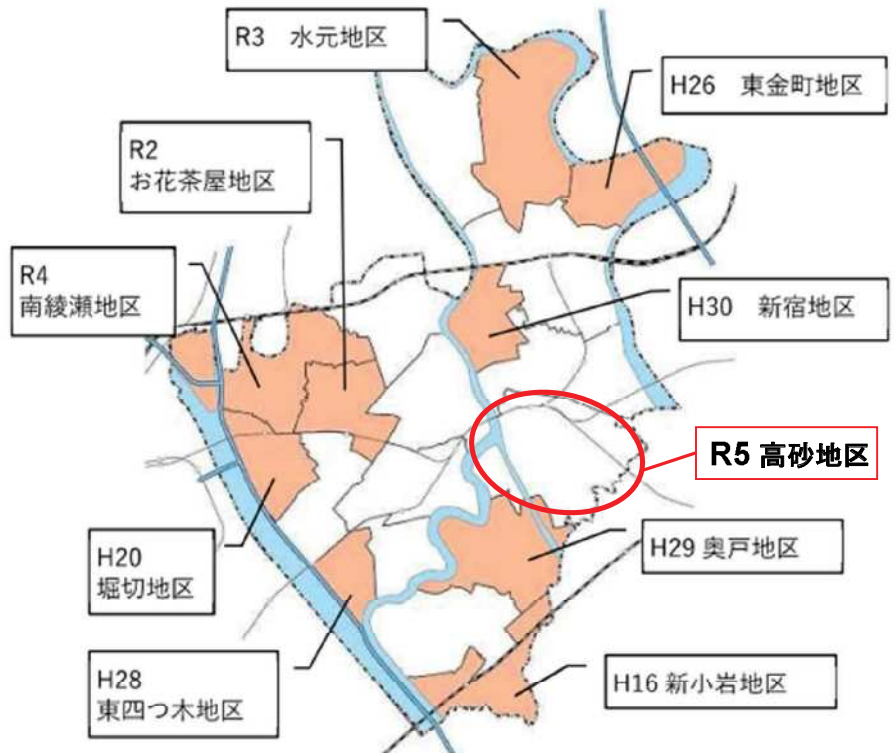 R3 水元地区
H26 東金町地区
R2
お花茶屋地区
R4
南綾瀬地区
H30 新宿地区
R5 高砂地区
H20
堀切地区
H29 奥戸地区
H28
東四つ木地区
H16 新小岩地区